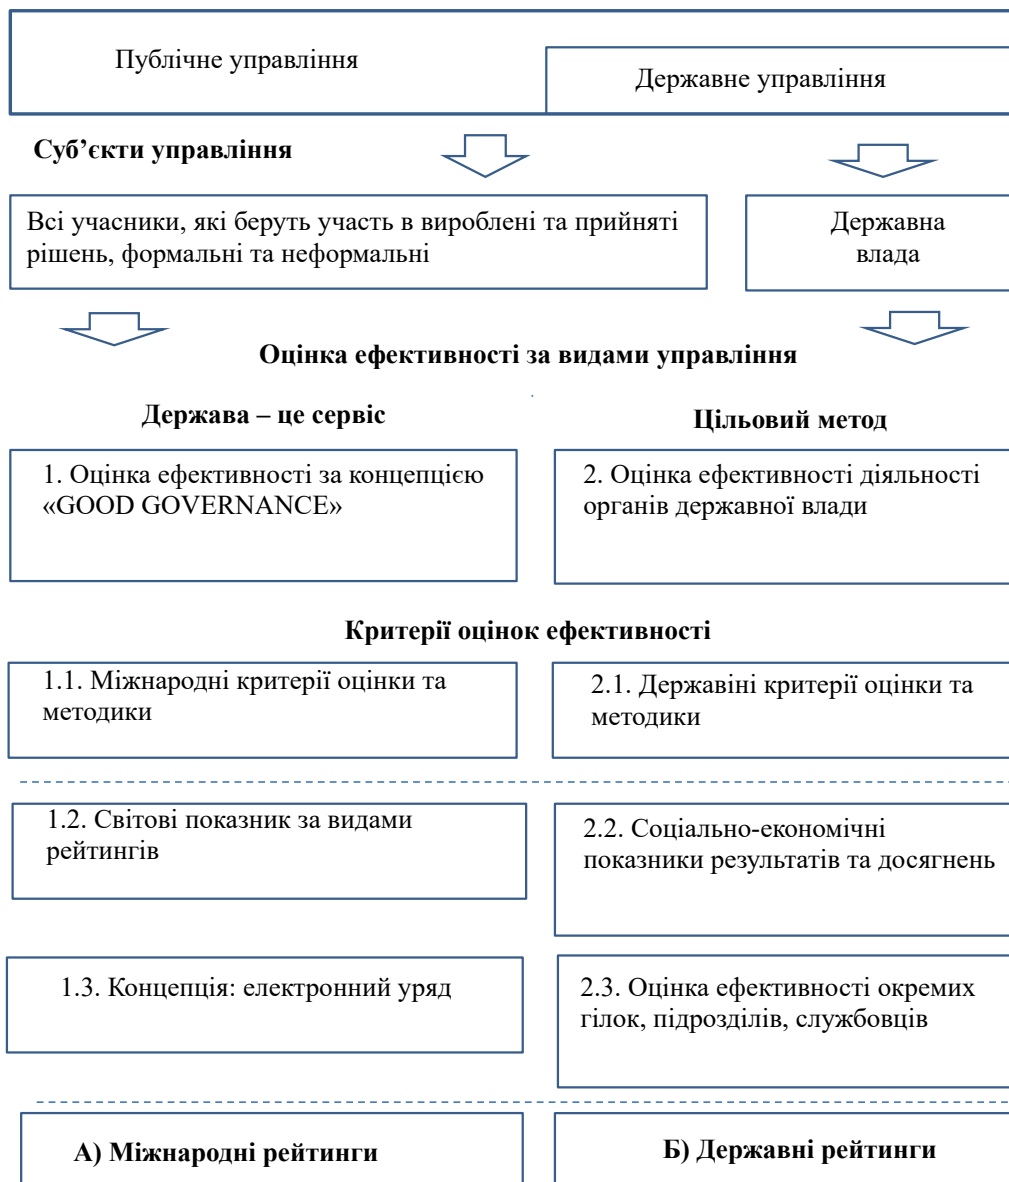 Публічне управління
Державне управління
Суб’єкти управління
Всі учасники, які беруть участь в вироблені та прийняті
рішень, формальні та неформальні
Державна
влада
Оцінка ефективності за видами управління
Держава – це сервіс
Цільовий метод
1. Оцінка ефективності за концепцією
«GOOD GOVERNANCE»
2. Оцінка ефективності діяльності
органів державної влади
Критерії оцінок ефективності
1.1. Міжнародні критерії оцінки та
методики
2.1. Державіні критерії оцінки та
методики
1.2. Світові показник за видами
рейтингів
2.2. Соціально-економічні
показники результатів та досягнень
1.3. Концепція: електронний уряд
2.3. Оцінка ефективності окремих
гілок, підрозділів, службовців
А) Міжнародні рейтинги
Б) Державні рейтинги